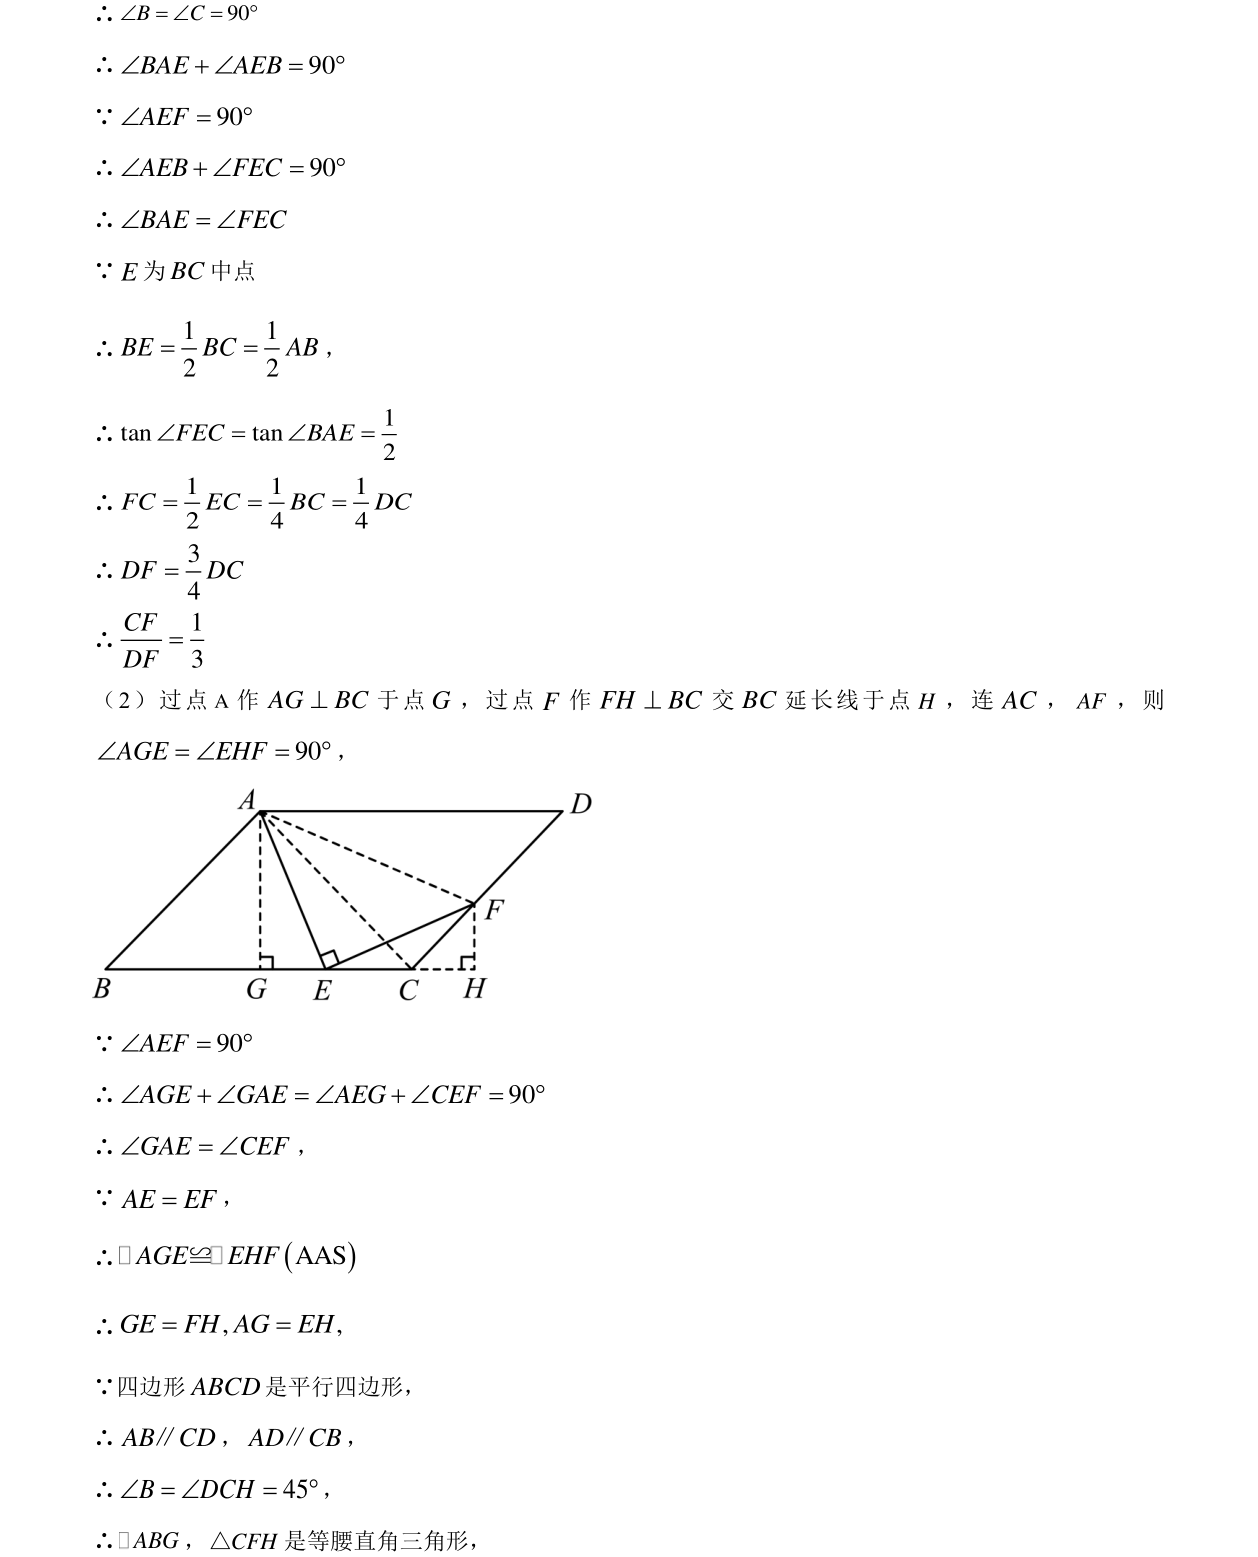 ∴ ∠B = ∠C = 90°
∴ ∠BAE + ∠AEB = 90°
∵ ∠AEF = 90°
∴ ∠AEB + ∠FEC = 90°
∴ ∠BAE = ∠FEC
∵ E 为 BC 中点
∴ BE = 1/2 BC = 1/2 AB，
∴ tan ∠FEC = tan ∠BAE = 1/2
∴ FC = 1/2 EC = 1/4 BC = 1/4 DC
∴ DF = 3/4 DC
∴ CF/DF = 1/3
（2）过点 A 作 AG ⊥ BC 于点 G ，过点 F 作 FH ⊥ BC 交 BC 延长线于点 H ，连 AC ， AF ，则
∠AGE = ∠EHF = 90°，
A
D
F
B
G
E
C
H
∵ ∠AEF = 90°
∴ ∠AGE + ∠GAE = ∠AEG + ∠CEF = 90°
∴ ∠GAE = ∠CEF ，
∵ AE = EF ，
∴ □ AGE≌□ EHF (AAS)
∴ GE = FH, AG = EH,
∵四边形 ABCD 是平行四边形，
∴ AB // CD ， AD // CB ，
∴ ∠B = ∠DCH = 45°，
∴ □ ABG ， △CFH 是等腰直角三角形，